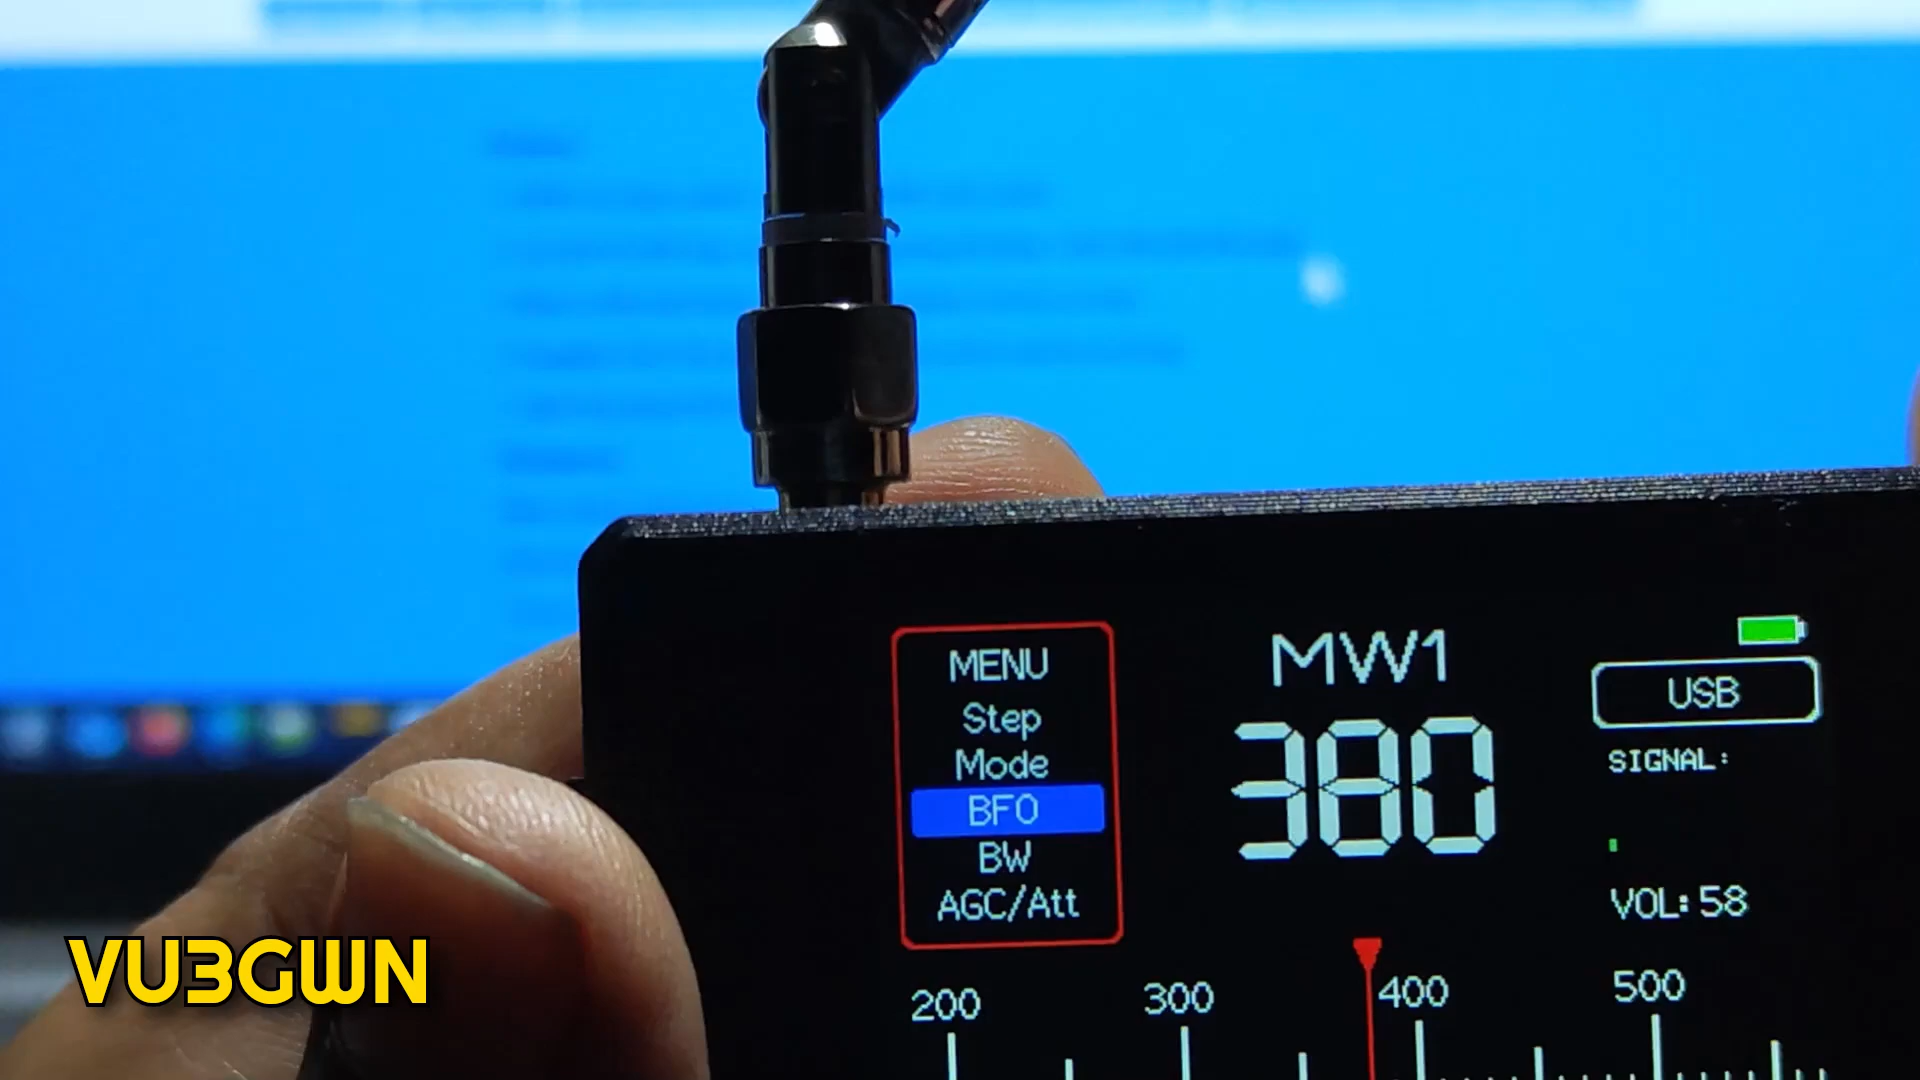 MENU
Step
Mode
BFO
BW
AGC/Att
MW1
380
USB
SIGNAL:
VOL: 58
200 300 400 500
VU3GWN